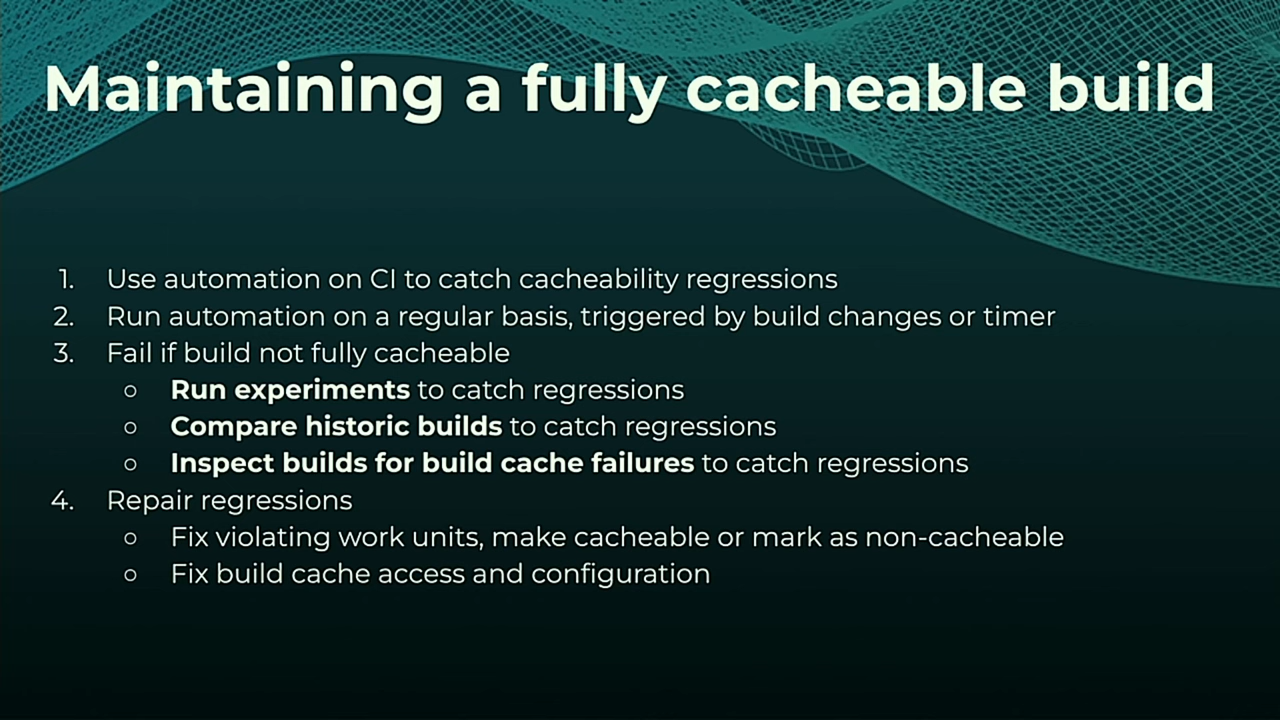 Maintaining a fully cacheable build
1. Use automation on CI to catch cacheability regressions
2. Run automation on a regular basis, triggered by build changes or timer
3. Fail if build not fully cacheable
○ Run experiments to catch regressions
○ Compare historic builds to catch regressions
○ Inspect builds for build cache failures to catch regressions
4. Repair regressions
○ Fix violating work units, make cacheable or mark as non-cacheable
○ Fix build cache access and configuration